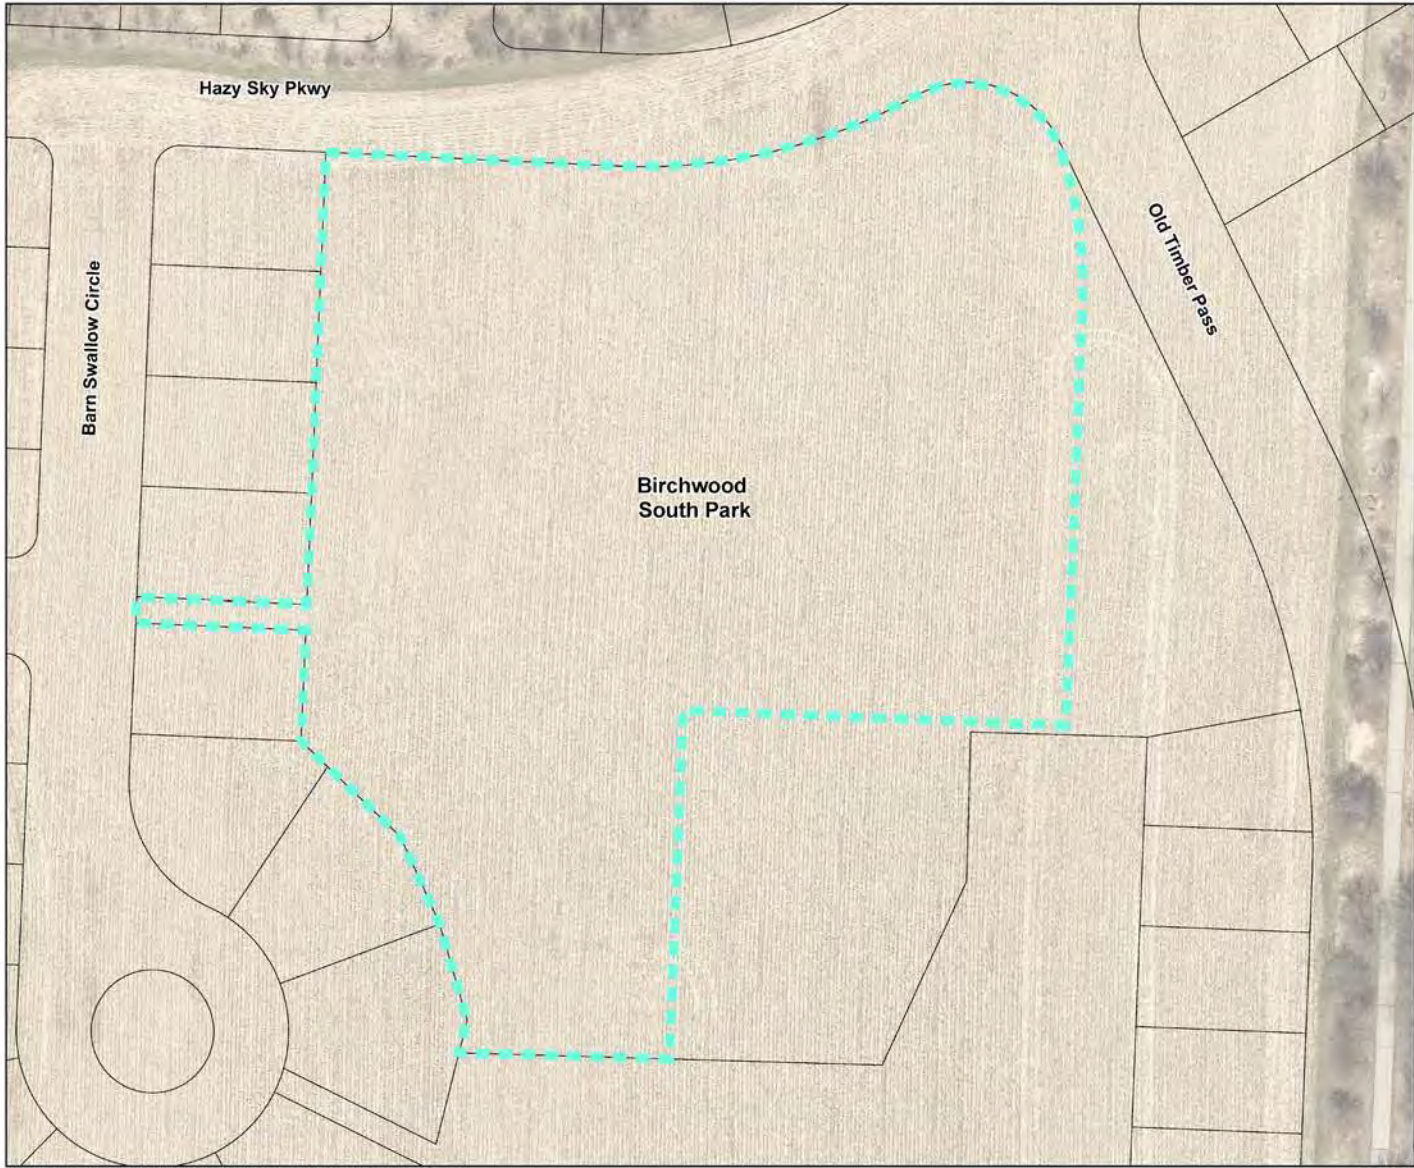 Hazy Sky Pkwy
Old Timber Pass
Barn Swallow Circle
Birchwood
South Park